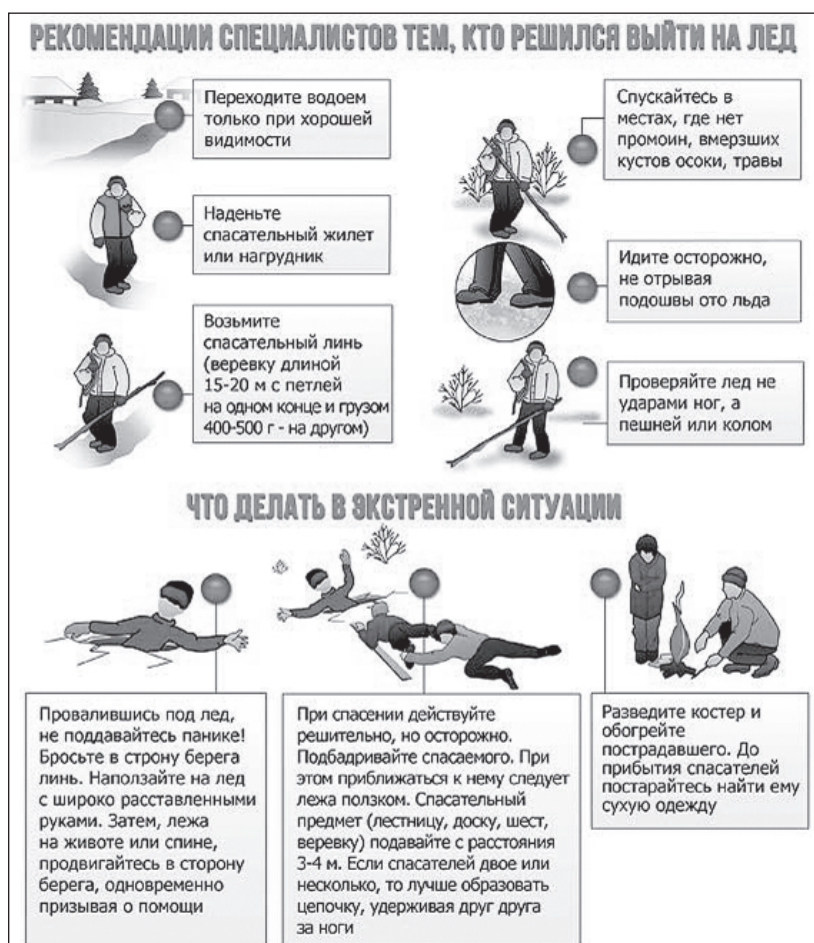 РЕКОМЕНДАЦИИ СПЕЦИАЛИСТОВ ТЕМ, КТО РЕШИЛСЯ ВЫЙТИ НА ЛЕД
Переходите водоем
только при хорошей
видимости
Наденьте
спасательный жилет
или нагрудник
Возьмите
спасательный линь
(веревку длиной
15-20 м с петлей
на одном конце и грузом
400-500 г - на другом)
Спускайтесь в
местах, где нет
промоин, вмерзших
кустов осоки, травы
Идите осторожно,
не отрывая
подошвы ото льда
Проверяйте лед не
ударами ног, а
пешней или колом
ЧТО ДЕЛАТЬ В ЭКСТРЕННОЙ СИТУАЦИИ
Провалившись под лед,
не поддавайтесь панике!
Бросьте в строну берега
линь. Наползайте на лед
с широко расставленными
руками. Затем, лежа
на животе или спине,
продвигайтесь в сторону
берега, одновременно
призывая о помощи
При спасении действуйте
решительно, но осторожно.
Подбадривайте спасаемого. При
этом приближаться к нему следует
лежа ползком. Спасательный
предмет (лестницу, доску, шест,
веревку) подавайте с расстояния
3-4 м. Если спасателей двое или
несколько, то лучше образовать
цепочку, удерживая друг друга
за ноги
Разведите костер и
обогрейте
пострадавшего. До
прибытия спасателей
постарайтесь найти ему
сухую одежду